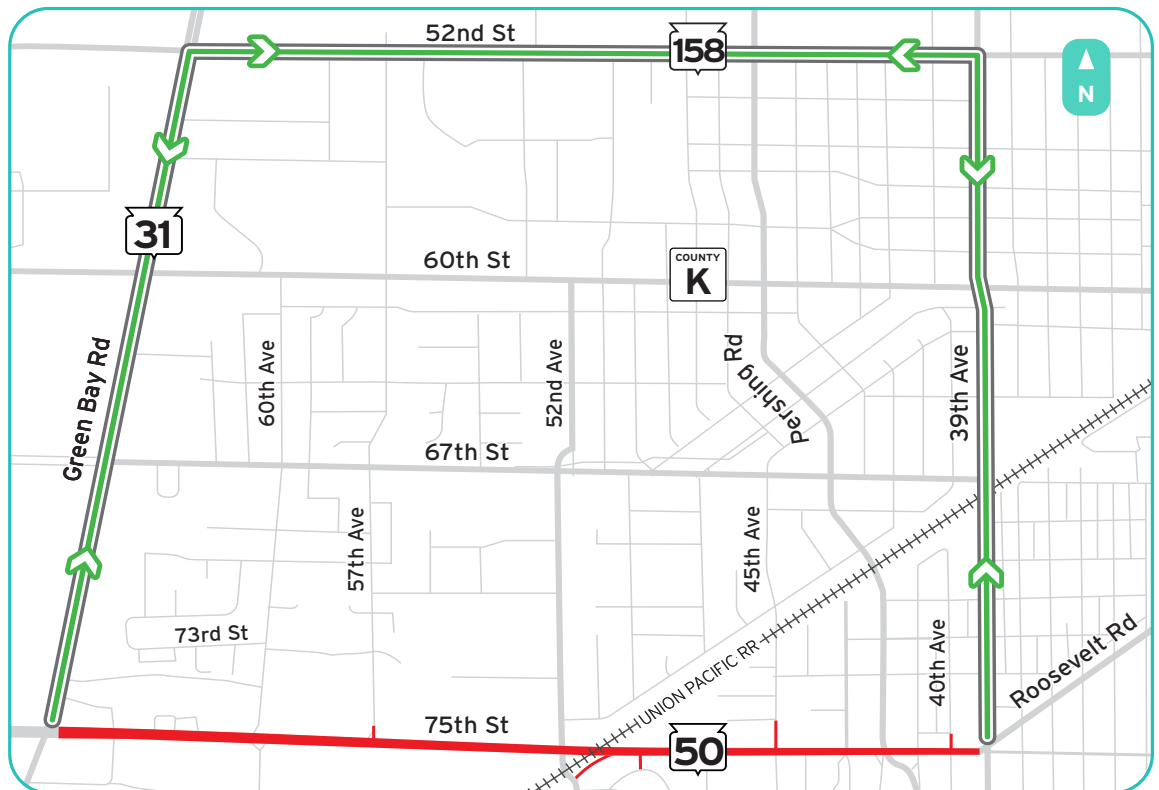 52nd St
158
N
31
60th St
COUNTY
K
Green Bay Rd
60th Ave
52nd Ave
Pershing Rd
39th Ave
67th St
57th Ave
45th Ave
73rd St
40th Ave
UNION PACIFIC RR
Roosevelt Rd
75th St
50